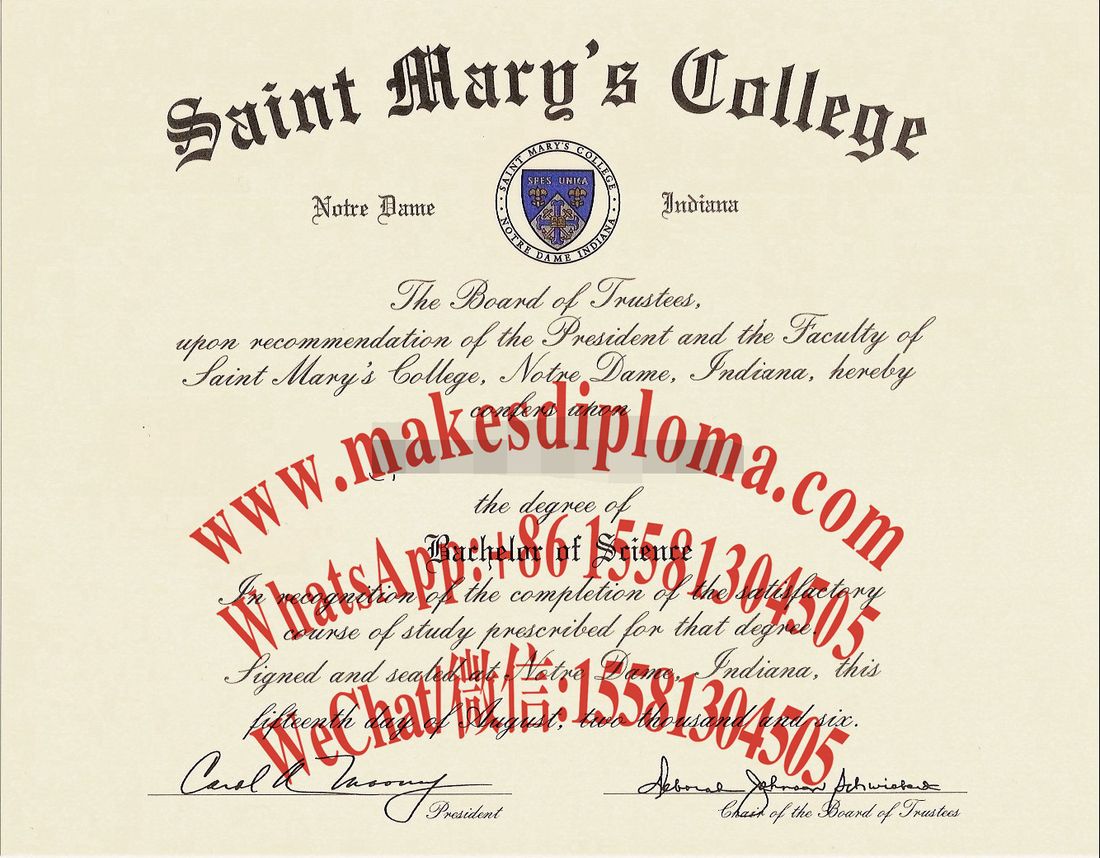 Saint Mary's College
Notre Dame
SAINT MARY'S COLLEGE
SPES UNICA
NOTRE DAME INDIANA
Indiana
The Board of Trustees,
upon recommendation of the President and the Faculty of
Saint Mary's College, Notre Dame, Indiana, hereby
confers upon
www.makesdiploma.com
the degree of
Bachelor of Science
WhatsApp:+86 15581304505
In recognition of the completion of the satisfactory
course of study prescribed for that degree.
Signed and sealed at Notre Dame, Indiana, this
WeChat/微信:15581304505
fifteenth day of August, two thousand and six.
Carol A Mooney
President
Chair of the Board of Trustees